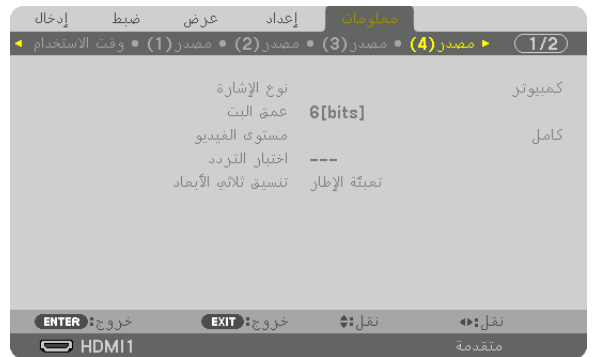 إدخال ضبط عرض إعداد معلومات
◄ وقت الاستخدام ● مصدر(1) ● مصدر(2) ● مصدر(3) ● مصدر(4) ► 1/2
نوع الإشارة كمبيوتر
عمق البت 6[bits]
مستوى الفيديو كامل
اختبار التردد ---
تنسيق ثلاثي الأبعاد تعبئة الإطار
ENTER:خروج EXIT:خروج نقل: نقل:
HDMI1 متقدمة